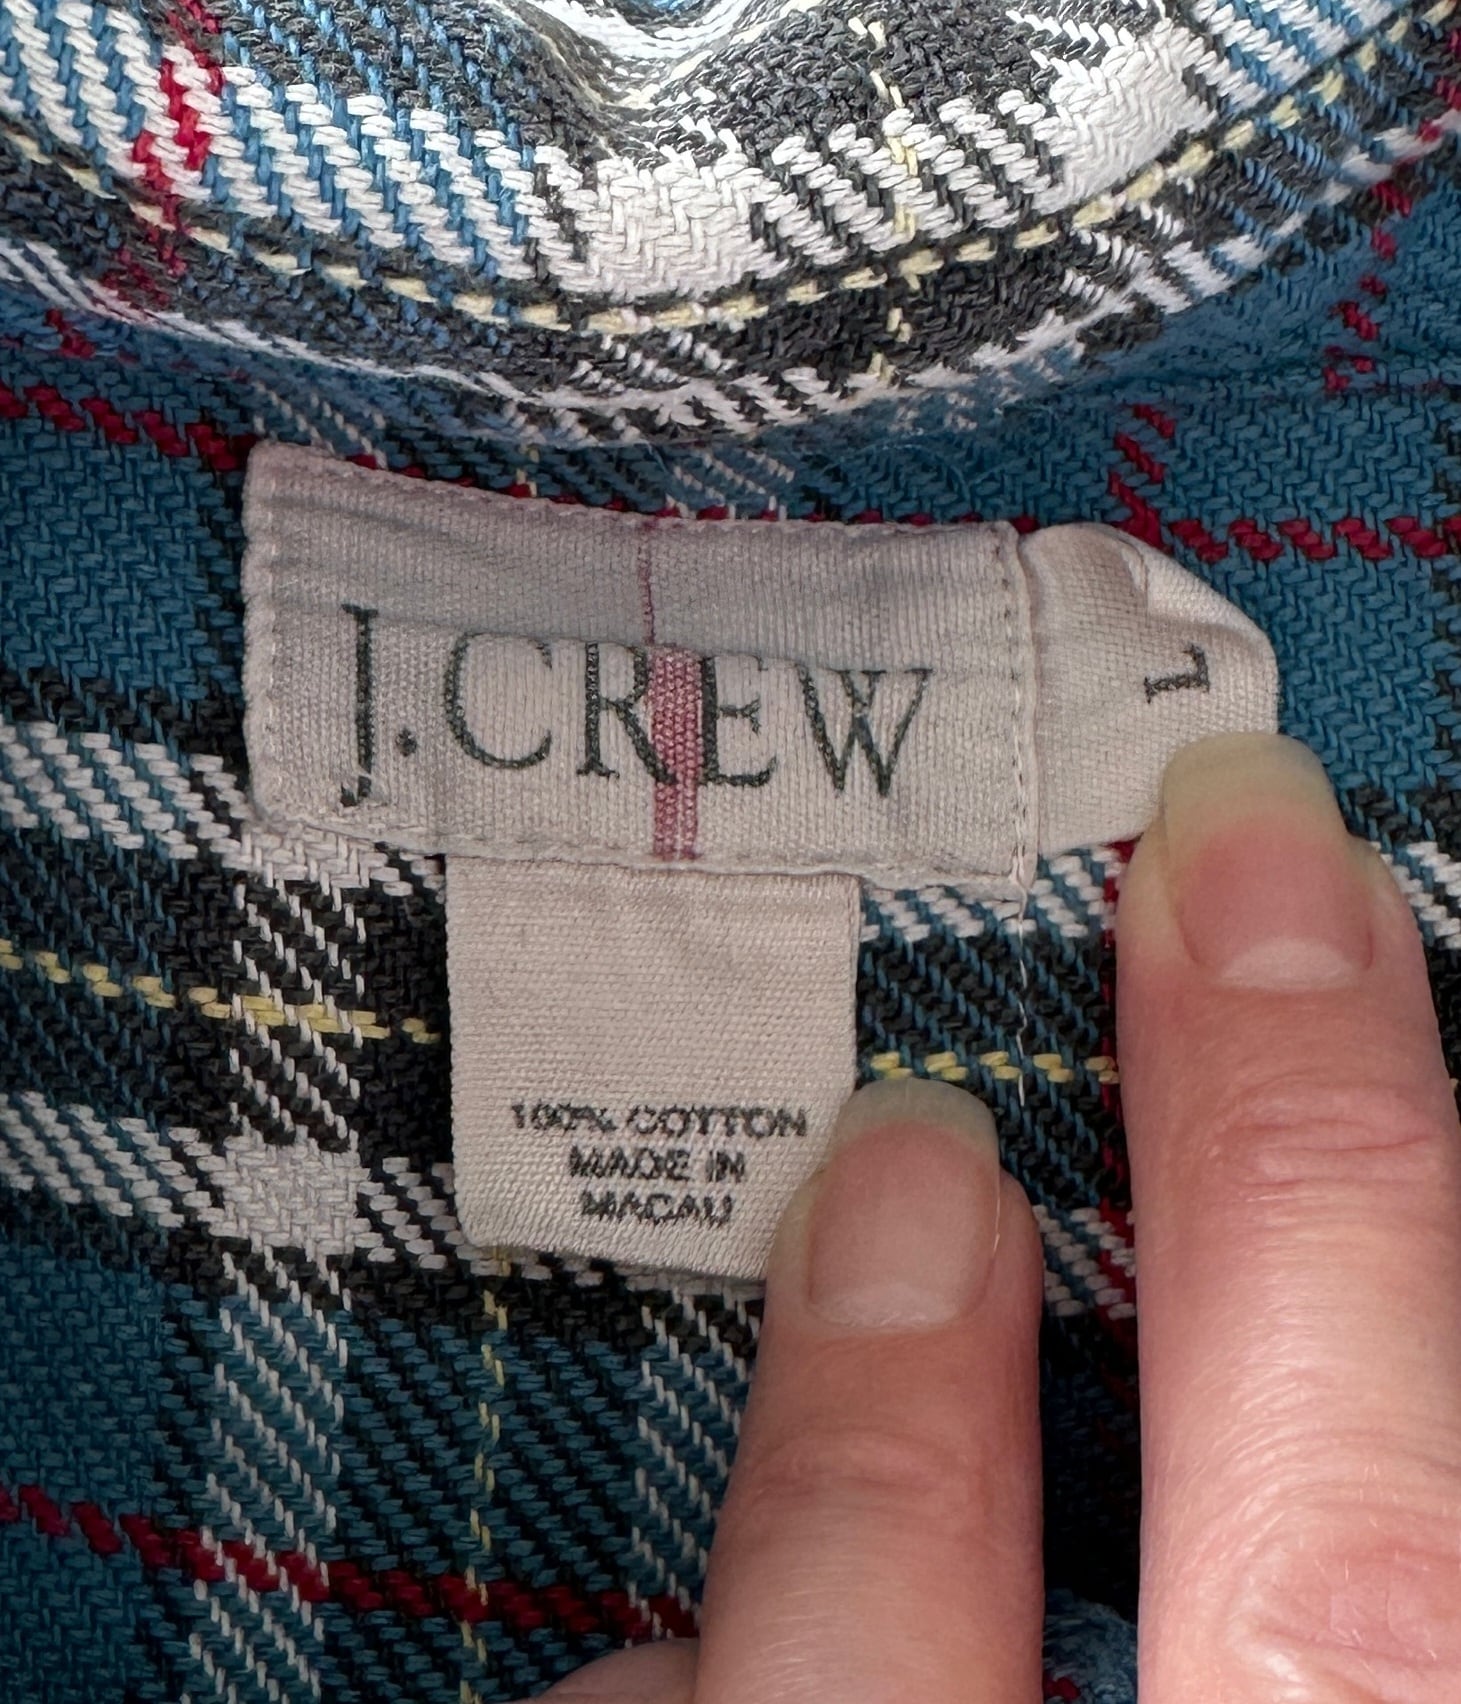 J.CREW
L
100% COTTON
MADE IN
MACAU